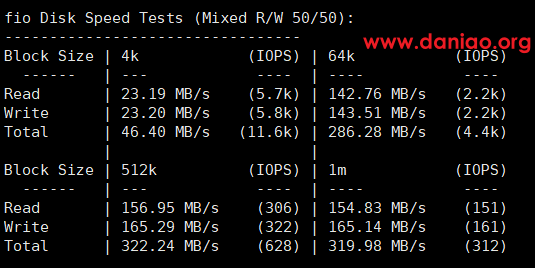 fio Disk Speed Tests (Mixed R/W 50/50):
---------------------------------
www.daniao.org
Block Size | 4k            (IOPS) | 64k           (IOPS)
  ------   | ---            ----  | ----           ----
Read       | 23.19 MB/s    (5.7k) | 142.76 MB/s   (2.2k)
Write      | 23.20 MB/s    (5.8k) | 143.51 MB/s   (2.2k)
Total      | 46.40 MB/s   (11.6k) | 286.28 MB/s   (4.4k)
           |                      |
Block Size | 512k          (IOPS) | 1m            (IOPS)
  ------   | ---            ----  | ----           ----
Read       | 156.95 MB/s    (306) | 154.83 MB/s    (151)
Write      | 165.29 MB/s    (322) | 165.14 MB/s    (161)
Total      | 322.24 MB/s    (628) | 319.98 MB/s    (312)